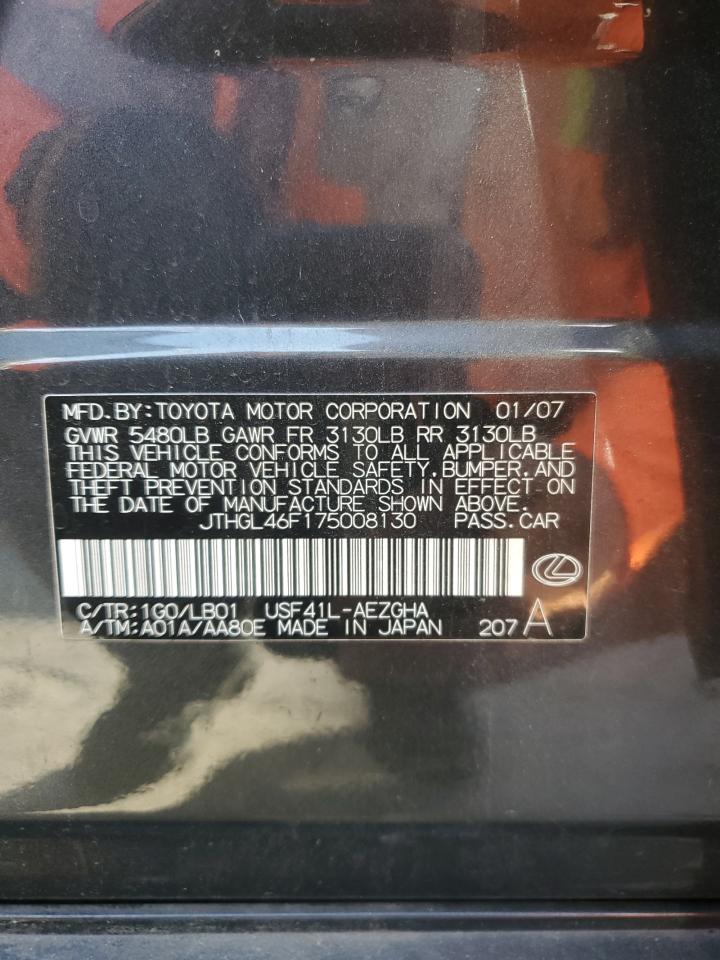 MFD.BY:TOYOTA MOTOR CORPORATION 01/07
GVWR 5480LB GAWR FR 3130LB RR 3130LB
THIS VEHICLE CONFORMS TO ALL APPLICABLE
FEDERAL MOTOR VEHICLE SAFETY,BUMPER,AND
THEFT PREVENTION STANDARDS IN EFFECT ON
THE DATE OF MANUFACTURE SHOWN ABOVE.
JTHGL46F175008130 PASS.CAR
C/TR:1G0/LB01 USF41L-AEZGHA
A/TM:A01A/AA80E MADE IN JAPAN 207 A